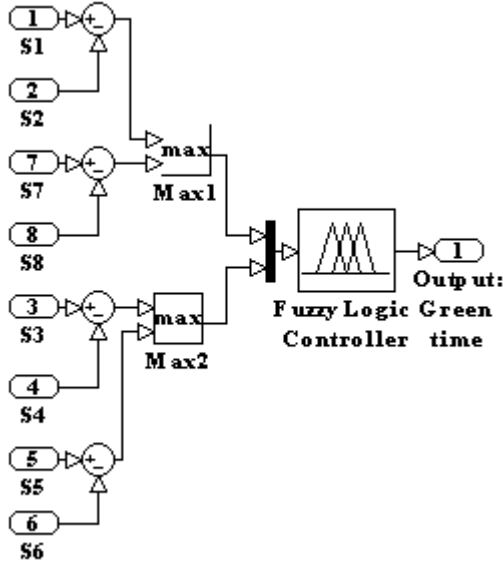 1
S1
2
S2
7
S7
8
S8
max
Max1
3
S3
4
S4
max
Max2
5
S5
6
S6
Fuzzy Logic
Controller
1
Output:
Green
time